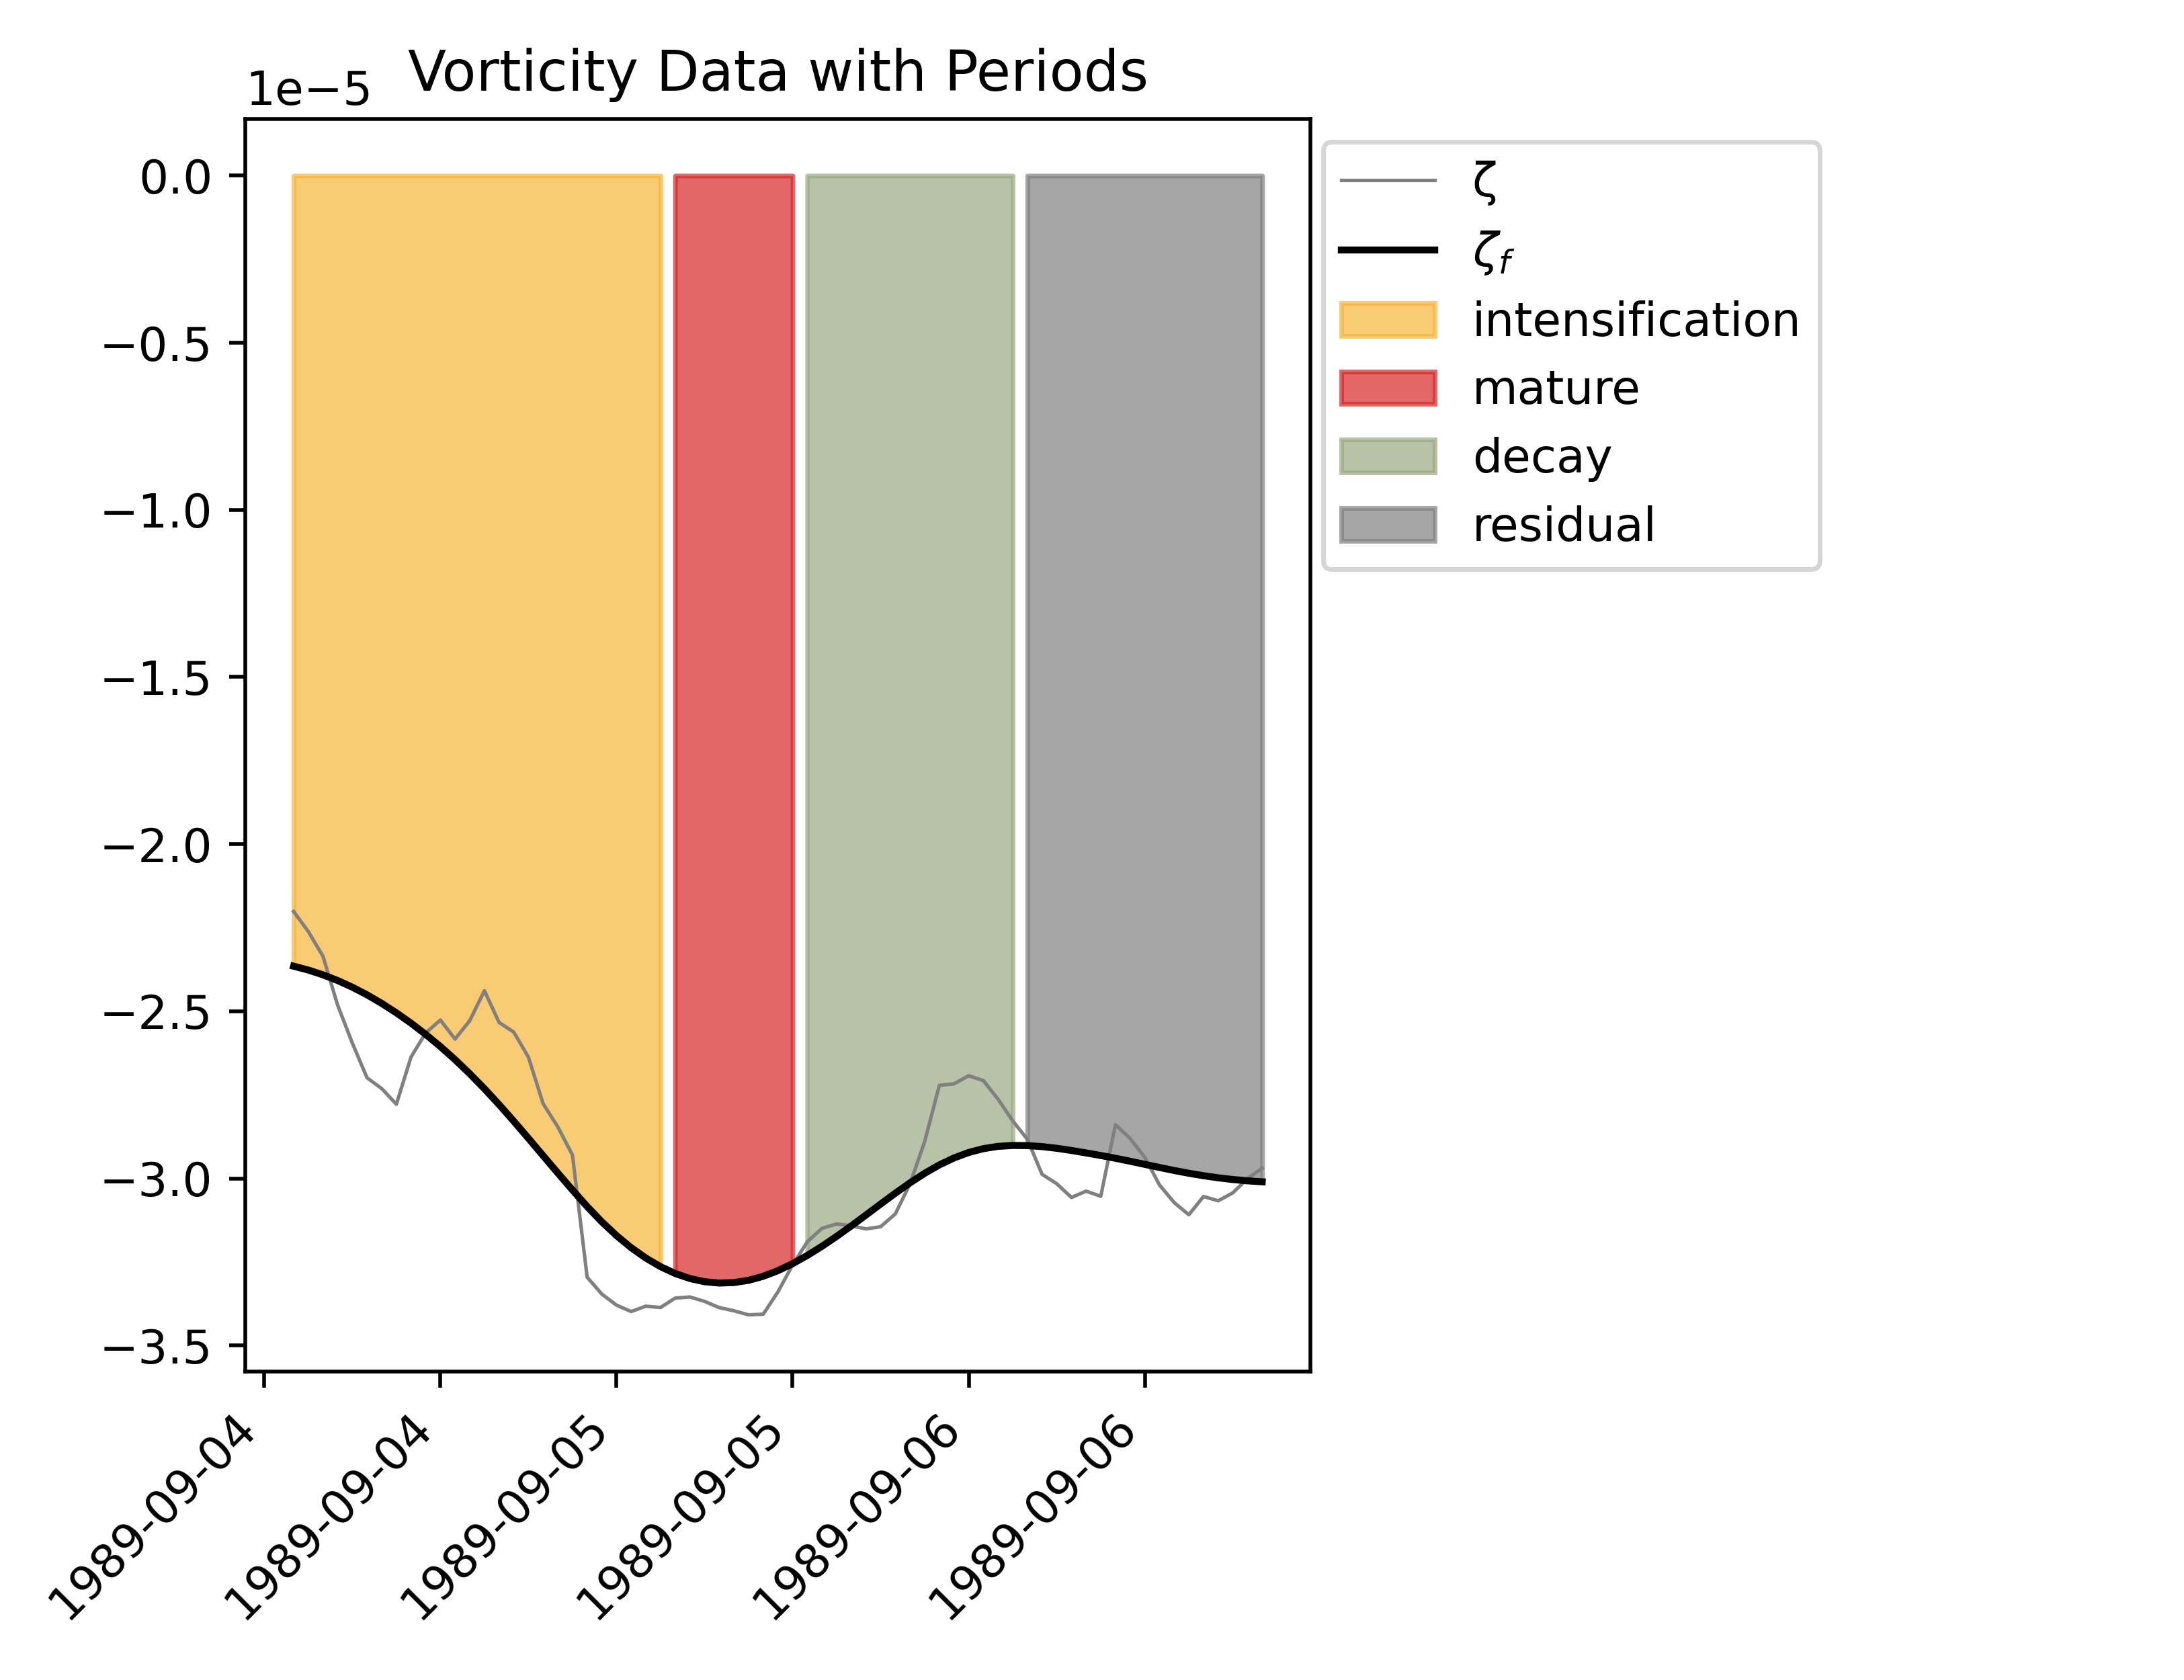 Vorticity Data with Periods
1e−5
0.0
−0.5
−1.0
−1.5
−2.0
−2.5
−3.0
−3.5
1989-09-04
1989-09-04
1989-09-05
1989-09-05
1989-09-06
1989-09-06
ζ
ζf
intensification
mature
decay
residual